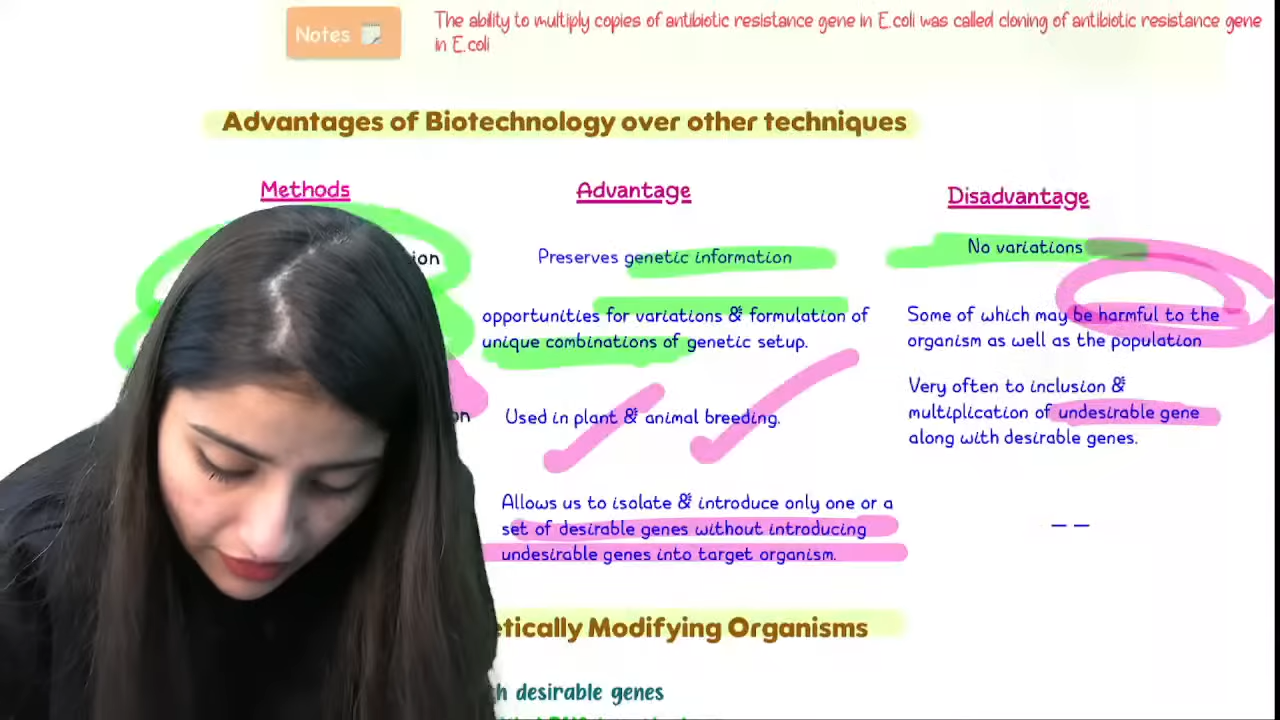 Notes
The ability to multiply copies of antibiotic resistance gene in E.coli was called cloning of antibiotic resistance gene
in E.coli
Advantages of Biotechnology over other techniques
Methods
Advantage
Disadvantage
Preserves genetic information
No variations
opportunities for variations & formulation of
unique combinations of genetic setup.
Some of which may be harmful to the
organism as well as the population
Used in plant & animal breeding.
Very often to inclusion &
multiplication of undesirable gene
along with desirable genes.
Allows us to isolate & introduce only one or a
set of desirable genes without introducing
undesirable genes into target organism.
– –
Modifying Organisms
desirable genes